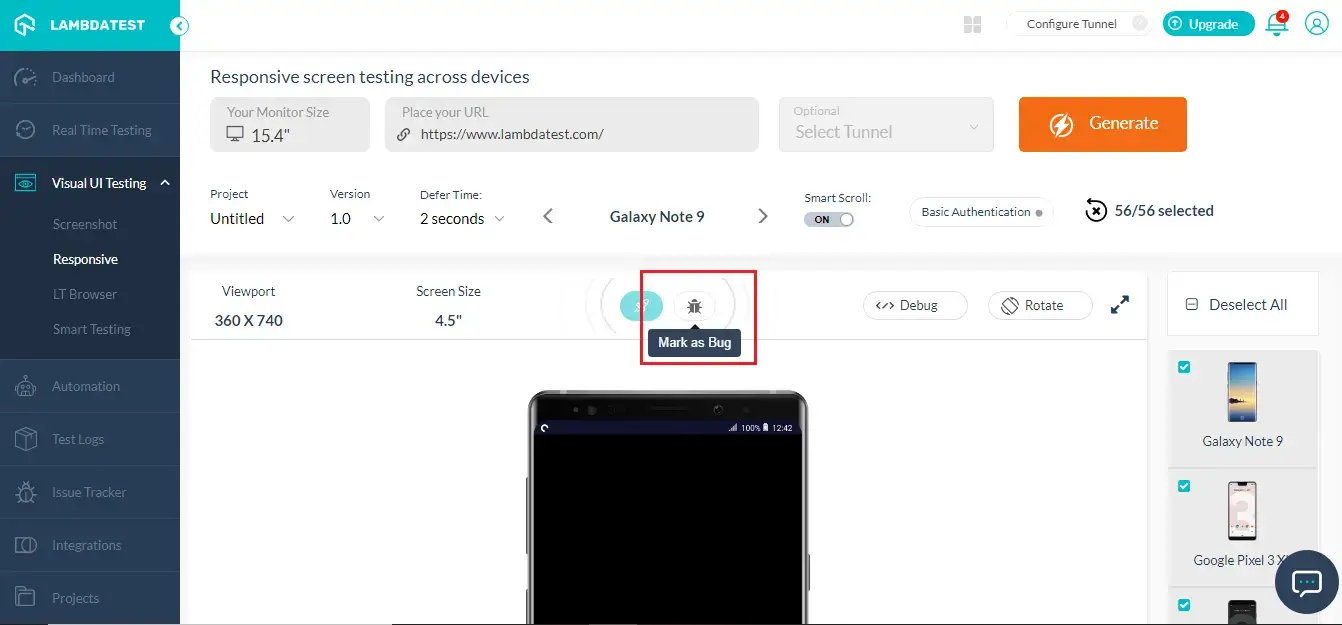 LAMBDATEST
Configure Tunnel
Upgrade
4
Dashboard
Real Time Testing
Visual UI Testing
Screenshot
Responsive
LT Browser
Smart Testing
Automation
Test Logs
Issue Tracker
Integrations
Projects
Responsive screen testing across devices
Your Monitor Size
15.4"
Place your URL
https://www.lambdatest.com/
Optional
Select Tunnel
Generate
Project
Untitled
Version
1.0
Defer Time:
2 seconds
Galaxy Note 9
Smart Scroll:
ON
Basic Authentication
56/56 selected
Viewport
360 X 740
Screen Size
4.5"
Mark as Bug
Debug
Rotate
100% 12:42
Deselect All
Galaxy Note 9
Google Pixel 3